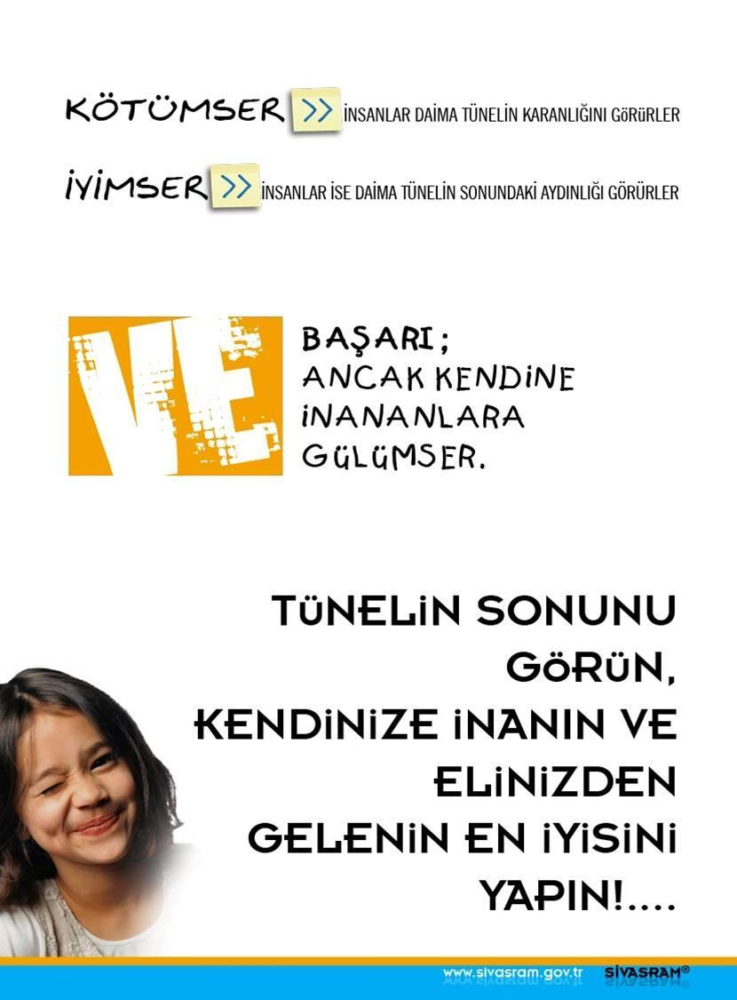 KÖTÜMSER >> İNSANLAR DAİMA TÜNELİN KARANLIĞINI GÖRÜRLER
İYİMSER >> İNSANLAR İSE DAİMA TÜNELİN SONUNDAKİ AYDINLIĞI GÖRÜRLER
VE
BAŞARI;
ANCAK KENDİNE
İNANANLARA
GÜLÜMSER.
TÜNELİN SONUNU
GÖRÜN,
KENDİNİZE İNANIN VE
ELİNİZDEN
GELENİN EN İYİSİNİ
YAPIN!....
www.sivasram.gov.tr SİVASRAM®